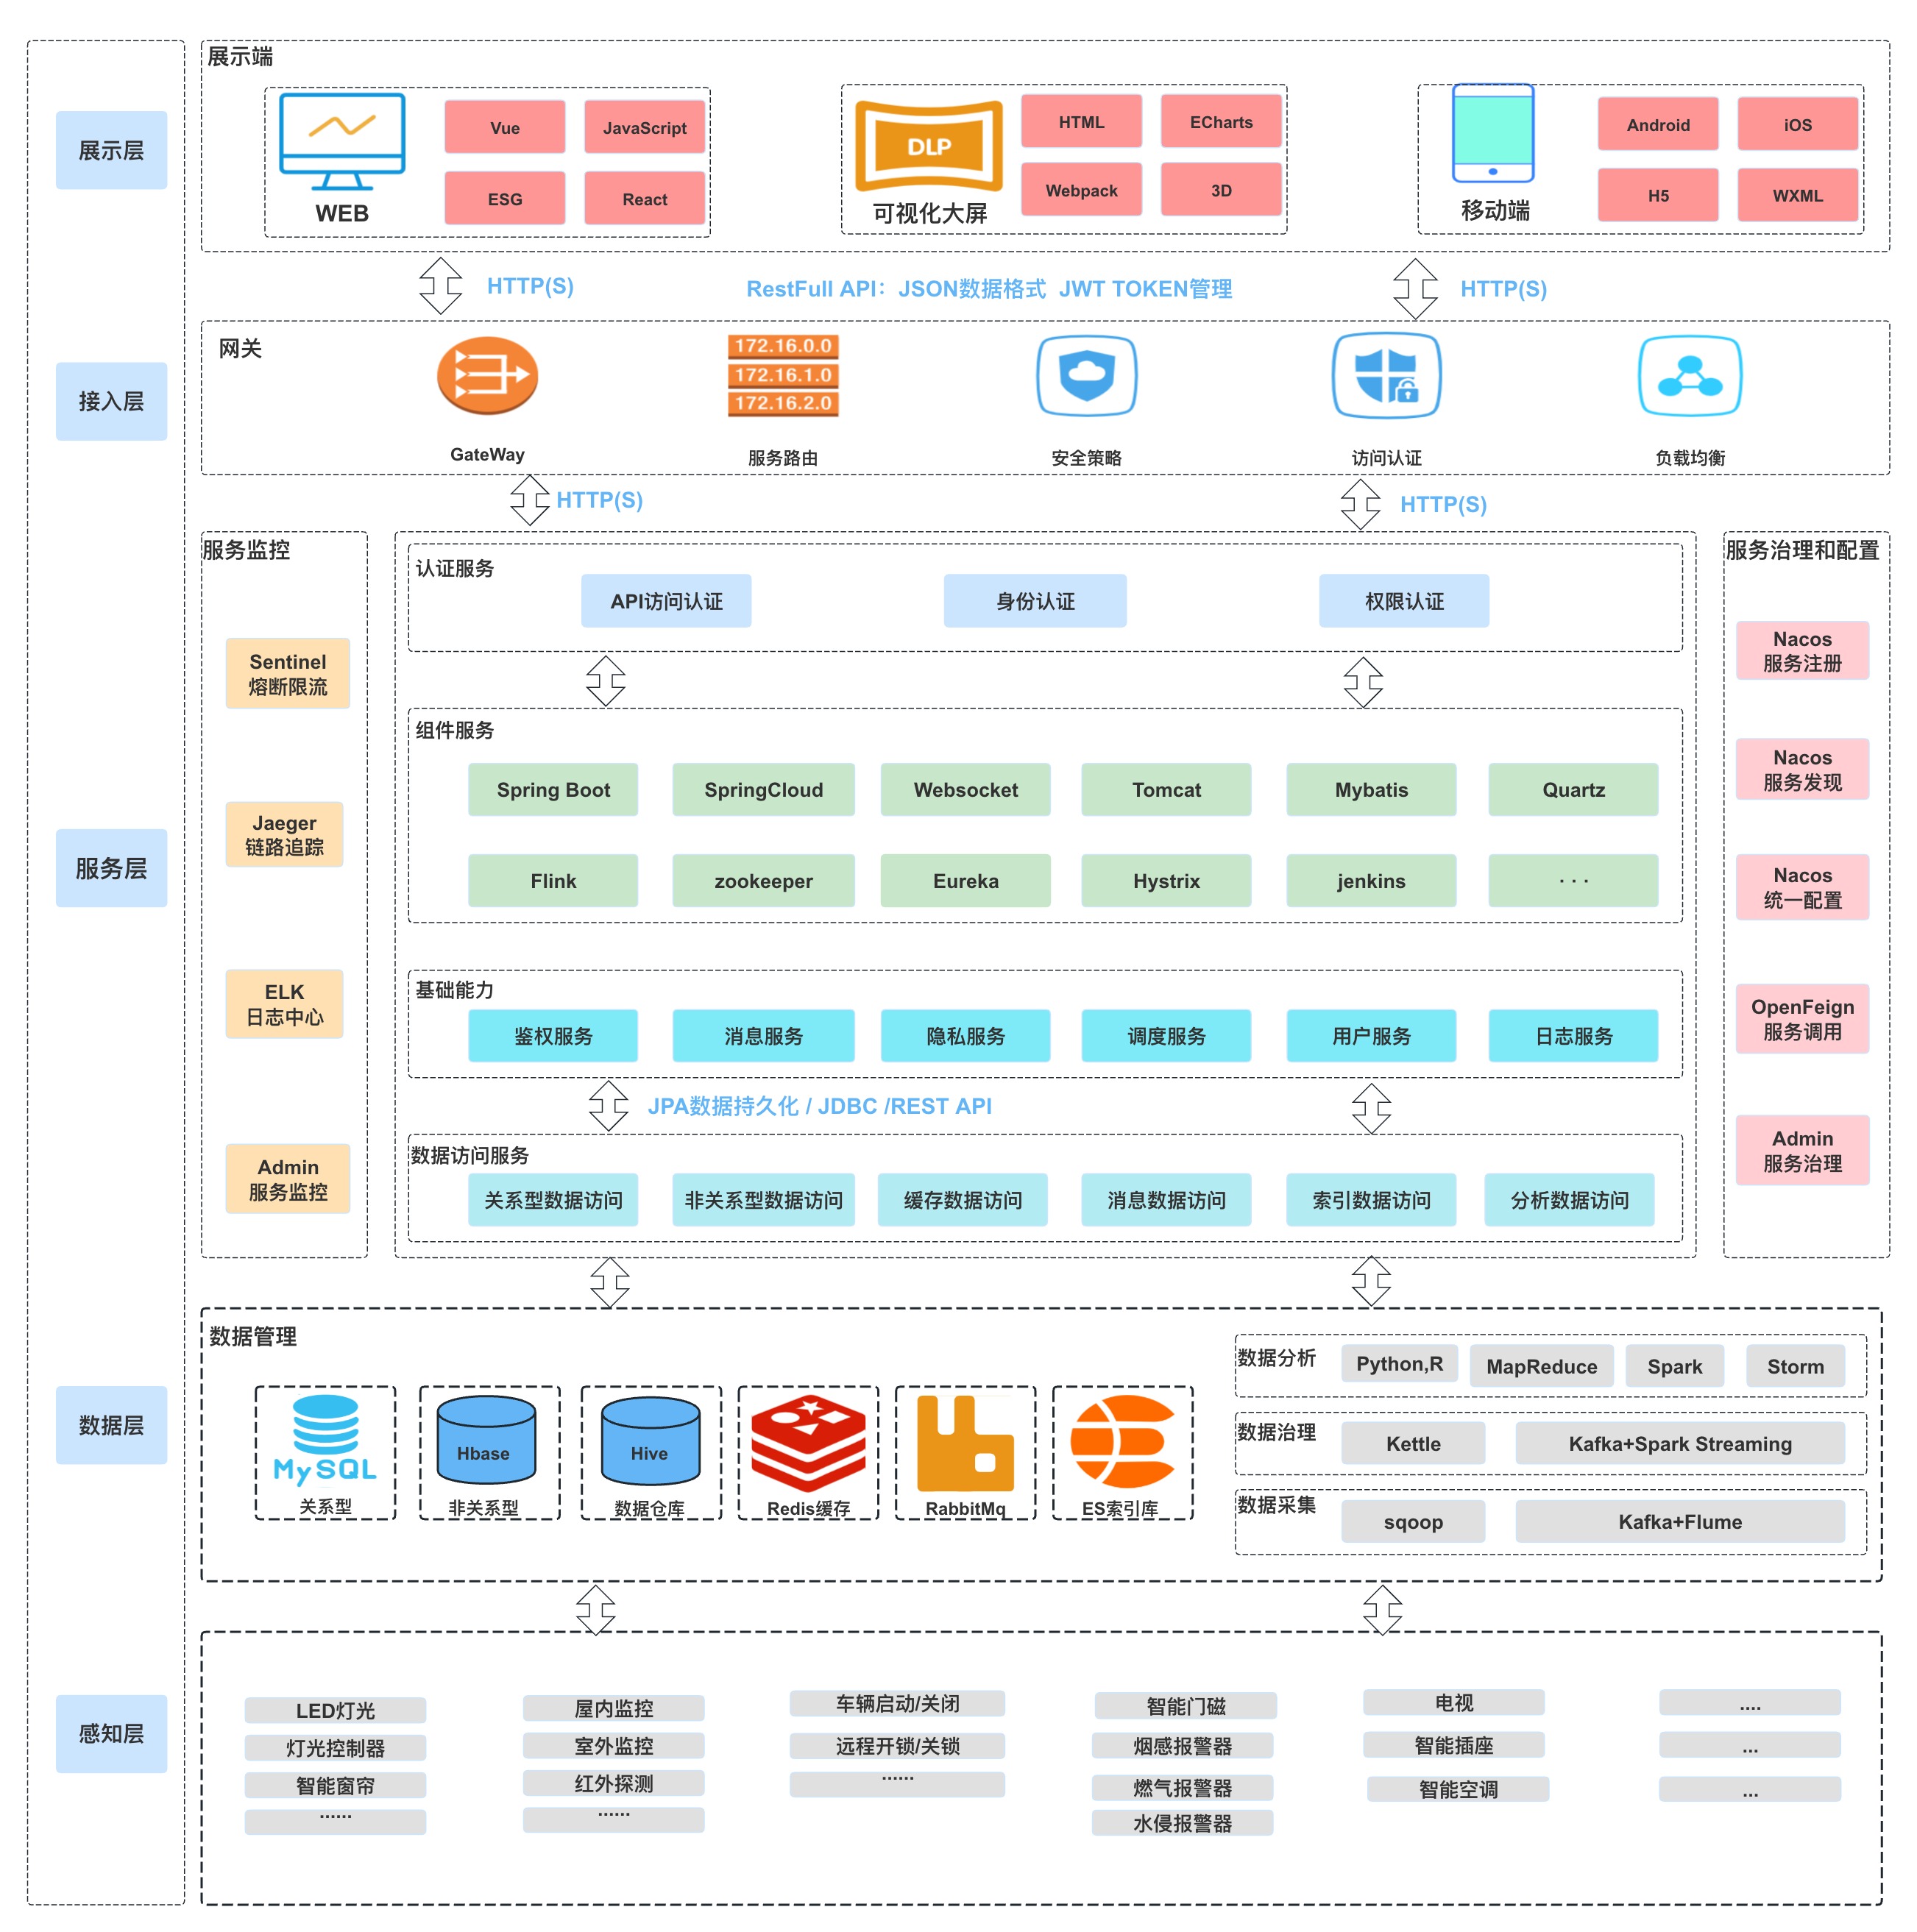 展示端
展示层
WEB
Vue
JavaScript
ESG
React
DLP
可视化大屏
HTML
ECharts
Webpack
3D
移动端
Android
iOS
H5
WXML
HTTP(S)
RestFull API：JSON数据格式 JWT TOKEN管理
HTTP(S)
接入层
网关
GateWay
172.16.0.0
172.16.1.0
172.16.2.0
服务路由
安全策略
访问认证
负载均衡
HTTP(S)
HTTP(S)
服务层
服务监控
Sentinel
熔断限流
Jaeger
链路追踪
ELK
日志中心
Admin
服务监控
认证服务
API访问认证
身份认证
权限认证
组件服务
Spring Boot
SpringCloud
Websocket
Tomcat
Mybatis
Quartz
Flink
zookeeper
Eureka
Hystrix
jenkins
· · ·
基础能力
鉴权服务
消息服务
隐私服务
调度服务
用户服务
日志服务
JPA数据持久化 / JDBC /REST API
数据访问服务
关系型数据访问
非关系型数据访问
缓存数据访问
消息数据访问
索引数据访问
分析数据访问
服务治理和配置
Nacos
服务注册
Nacos
服务发现
Nacos
统一配置
OpenFeign
服务调用
Admin
服务治理
数据层
数据管理
MySQL
关系型
Hbase
非关系型
Hive
数据仓库
Redis缓存
RabbitMq
ES索引库
数据分析
Python,R
MapReduce
Spark
Storm
数据治理
Kettle
Kafka+Spark Streaming
数据采集
sqoop
Kafka+Flume
感知层
LED灯光
灯光控制器
智能窗帘
······
屋内监控
室外监控
红外探测
······
车辆启动/关闭
远程开锁/关锁
······
智能门磁
烟感报警器
燃气报警器
水侵报警器
电视
智能插座
智能空调
....
...
...